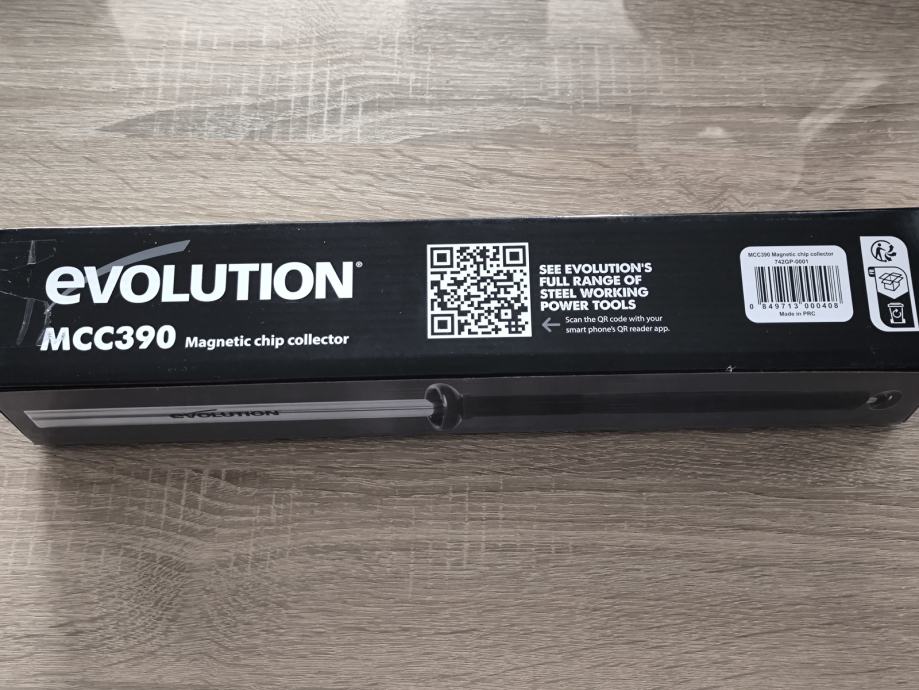 eVOLUTION®
MCC390 Magnetic chip collector
SEE EVOLUTION'S
FULL RANGE OF
STEEL WORKING
POWER TOOLS
Scan the QR code with your
smart phone's QR reader app.
MCC390 Magnetic chip collector
742GP-0001
0 849713 000408
Made in PRC
eVOLUTION